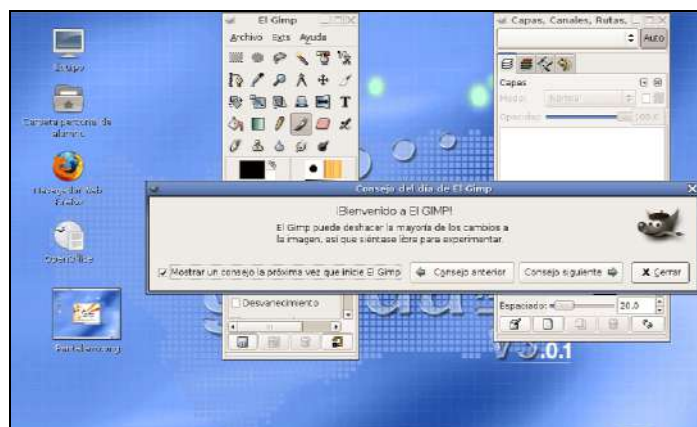 El Gimp
Archivo Exts Ayuda
Capas, Canales, Rutas,
Auto
Capas
Modo: Normal
Opacidad: 100.0
Equipo
Carpeta personal de
alumno
Navegador Web
Firefox
OpenOffice
Consejo del día de El Gimp
¡Bienvenido a El GIMP!
El Gimp puede deshacer la mayoría de los cambios a
la imagen, así que siéntase libre para experimentar.
Mostrar un consejo la próxima vez que inicie El Gimp
Consejo anterior
Consejo siguiente
Cerrar
Desvanecimiento
Espaciado:
20.0
.0.1